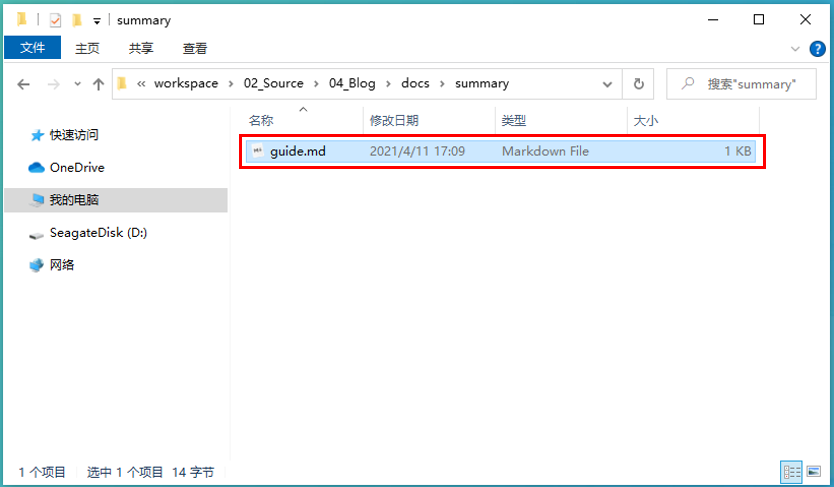 summary
文件 主页 共享 查看
« workspace › 02_Source › 04_Blog › docs › summary 搜索"summary"
名称 修改日期 类型 大小
快速访问
guide.md 2021/4/11 17:09 Markdown File 1 KB
OneDrive
我的电脑
SeagateDisk (D:)
网络
1 个项目 选中 1 个项目 14 字节